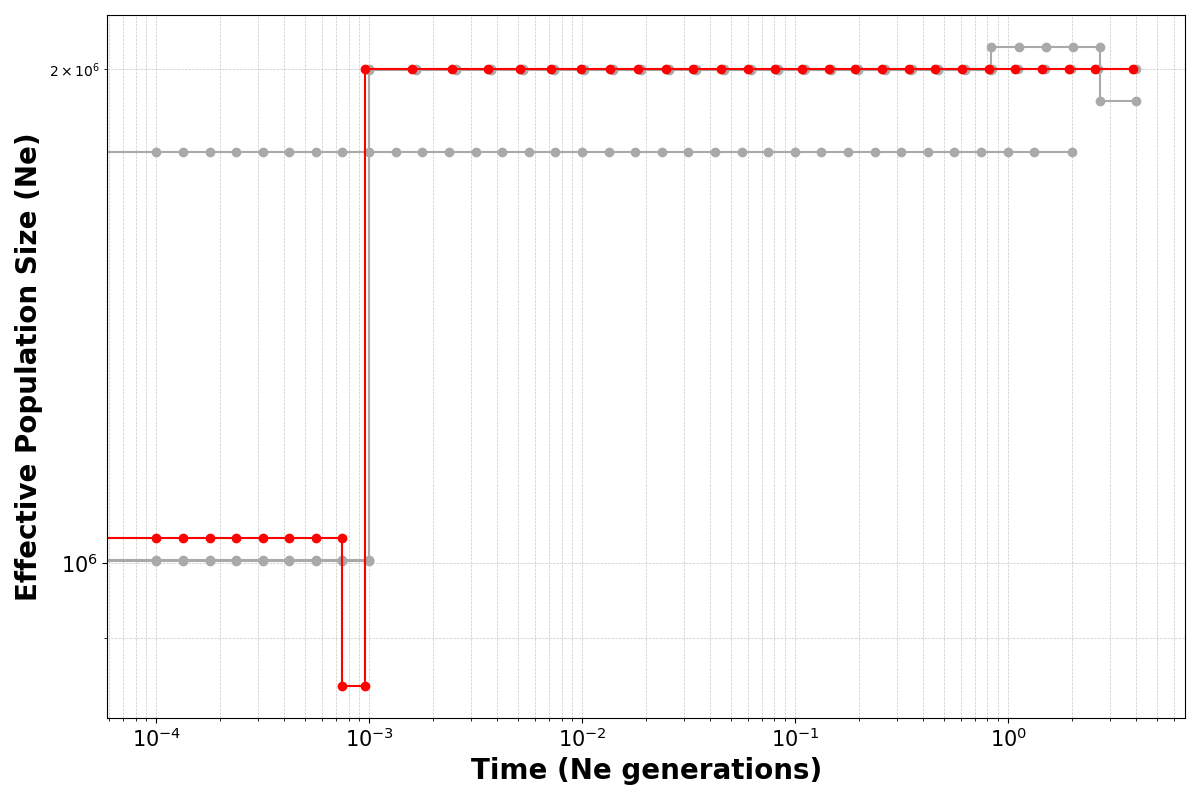 Effective Population Size (Ne)
2 × 10⁶
10⁶
10⁻⁴ 10⁻³ 10⁻² 10⁻¹ 10⁰
Time (Ne generations)